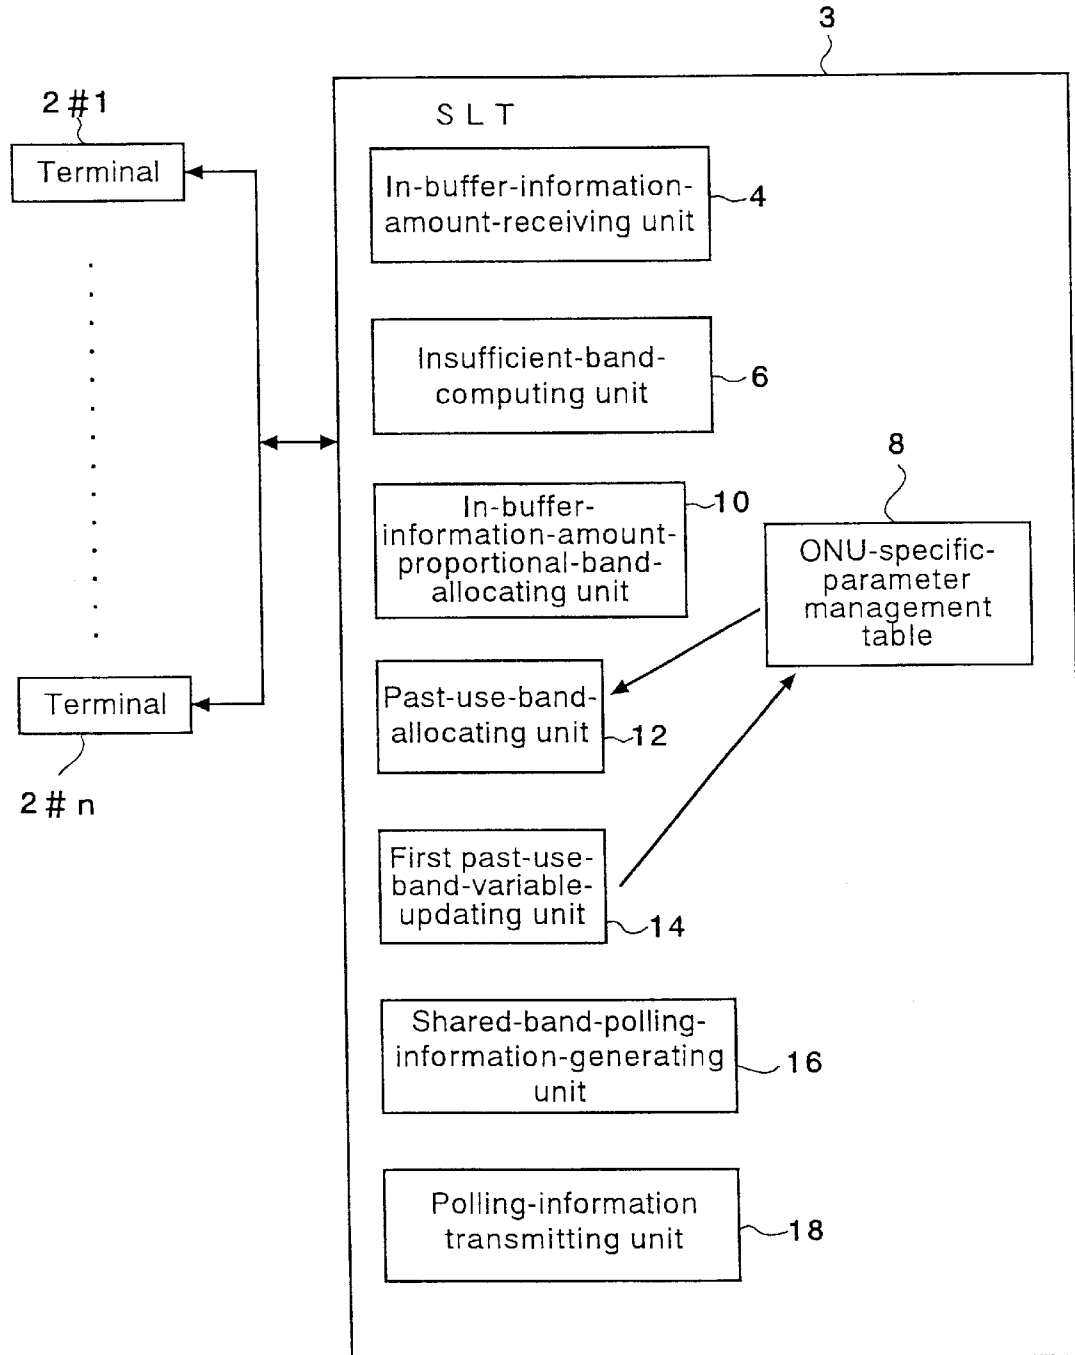 3
2#1
SLT
Terminal
In-buffer-information-
amount-receiving unit
4
Insufficient-band-
computing unit
6
8
In-buffer-
information-amount-
proportional-band-
allocating unit
10
ONU-specific-
parameter
management
table
Terminal
2#n
Past-use-band-
allocating unit
12
First past-use-
band-variable-
updating unit
14
Shared-band-polling-
information-generating
unit
16
Polling-information
transmitting unit
18